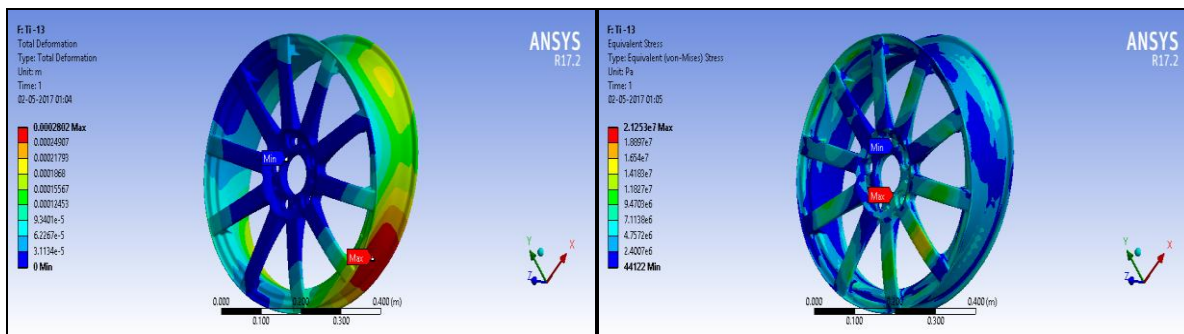 F: Ti -13
Total Deformation
Type: Total Deformation
Unit: m
Time: 1
02-05-2017 01:04
0.0002802 Max
0.00024907
0.00021793
0.0001868
0.00015567
0.00012453
9.3401e-5
6.2267e-5
3.1134e-5
0 Min
ANSYS
R17.2
Min
Max
Y
X
Z
0.000
0.200
0.400 (m)
0.100
0.300
F: Ti -13
Equivalent Stress
Type: Equivalent (von-Mises) Stress
Unit: Pa
Time: 1
02-05-2017 01:05
2.1253e7 Max
1.8897e7
1.654e7
1.4183e7
1.1827e7
9.4703e6
7.1138e6
4.7572e6
2.4007e6
44122 Min
ANSYS
R17.2
Min
Max
Y
X
Z
0.000
0.200
0.400 (m)
0.100
0.300